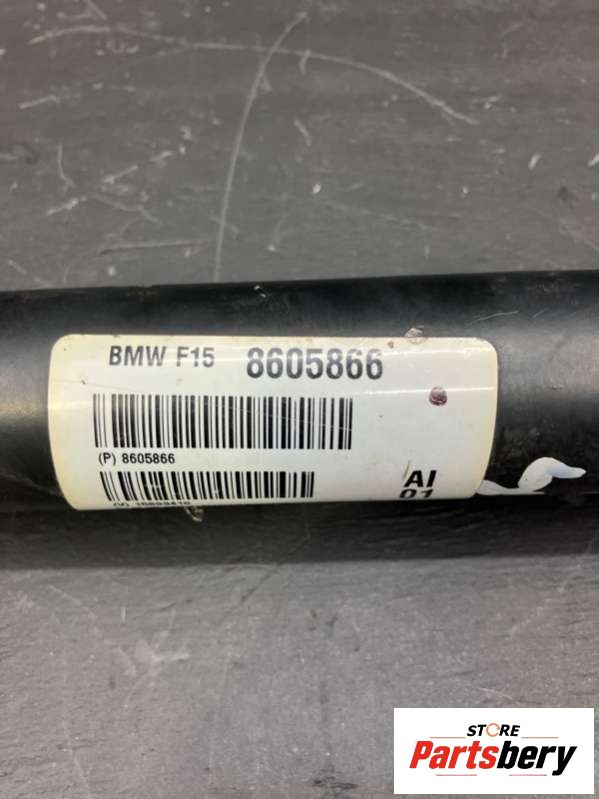 BMW F15 8605866
(P) 8605866
AI
01
STORE
Partsbery